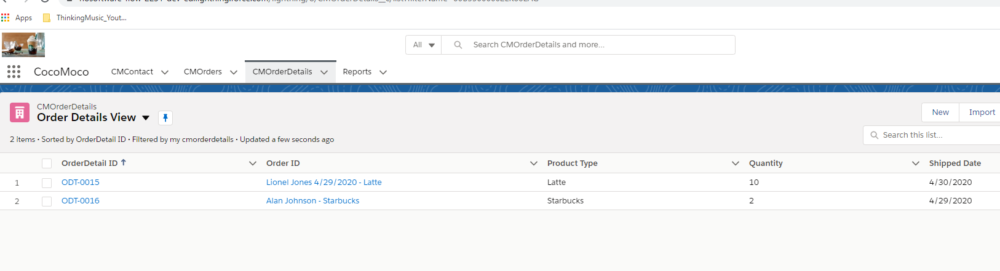 Apps ThinkingMusic_Yout...
All Search CMOrderDetails and more...
CocoMoco CMContact CMOrders CMOrderDetails Reports
CMOrderDetails
Order Details View
New Import
2 items • Sorted by OrderDetail ID • Filtered by my cmorderdetails • Updated a few seconds ago
Search this list...
OrderDetail ID Order ID Product Type Quantity Shipped Date
1 ODT-0015 Lionel Jones 4/29/2020 - Latte Latte 10 4/30/2020
2 ODT-0016 Alan Johnson - Starbucks Starbucks 2 4/29/2020